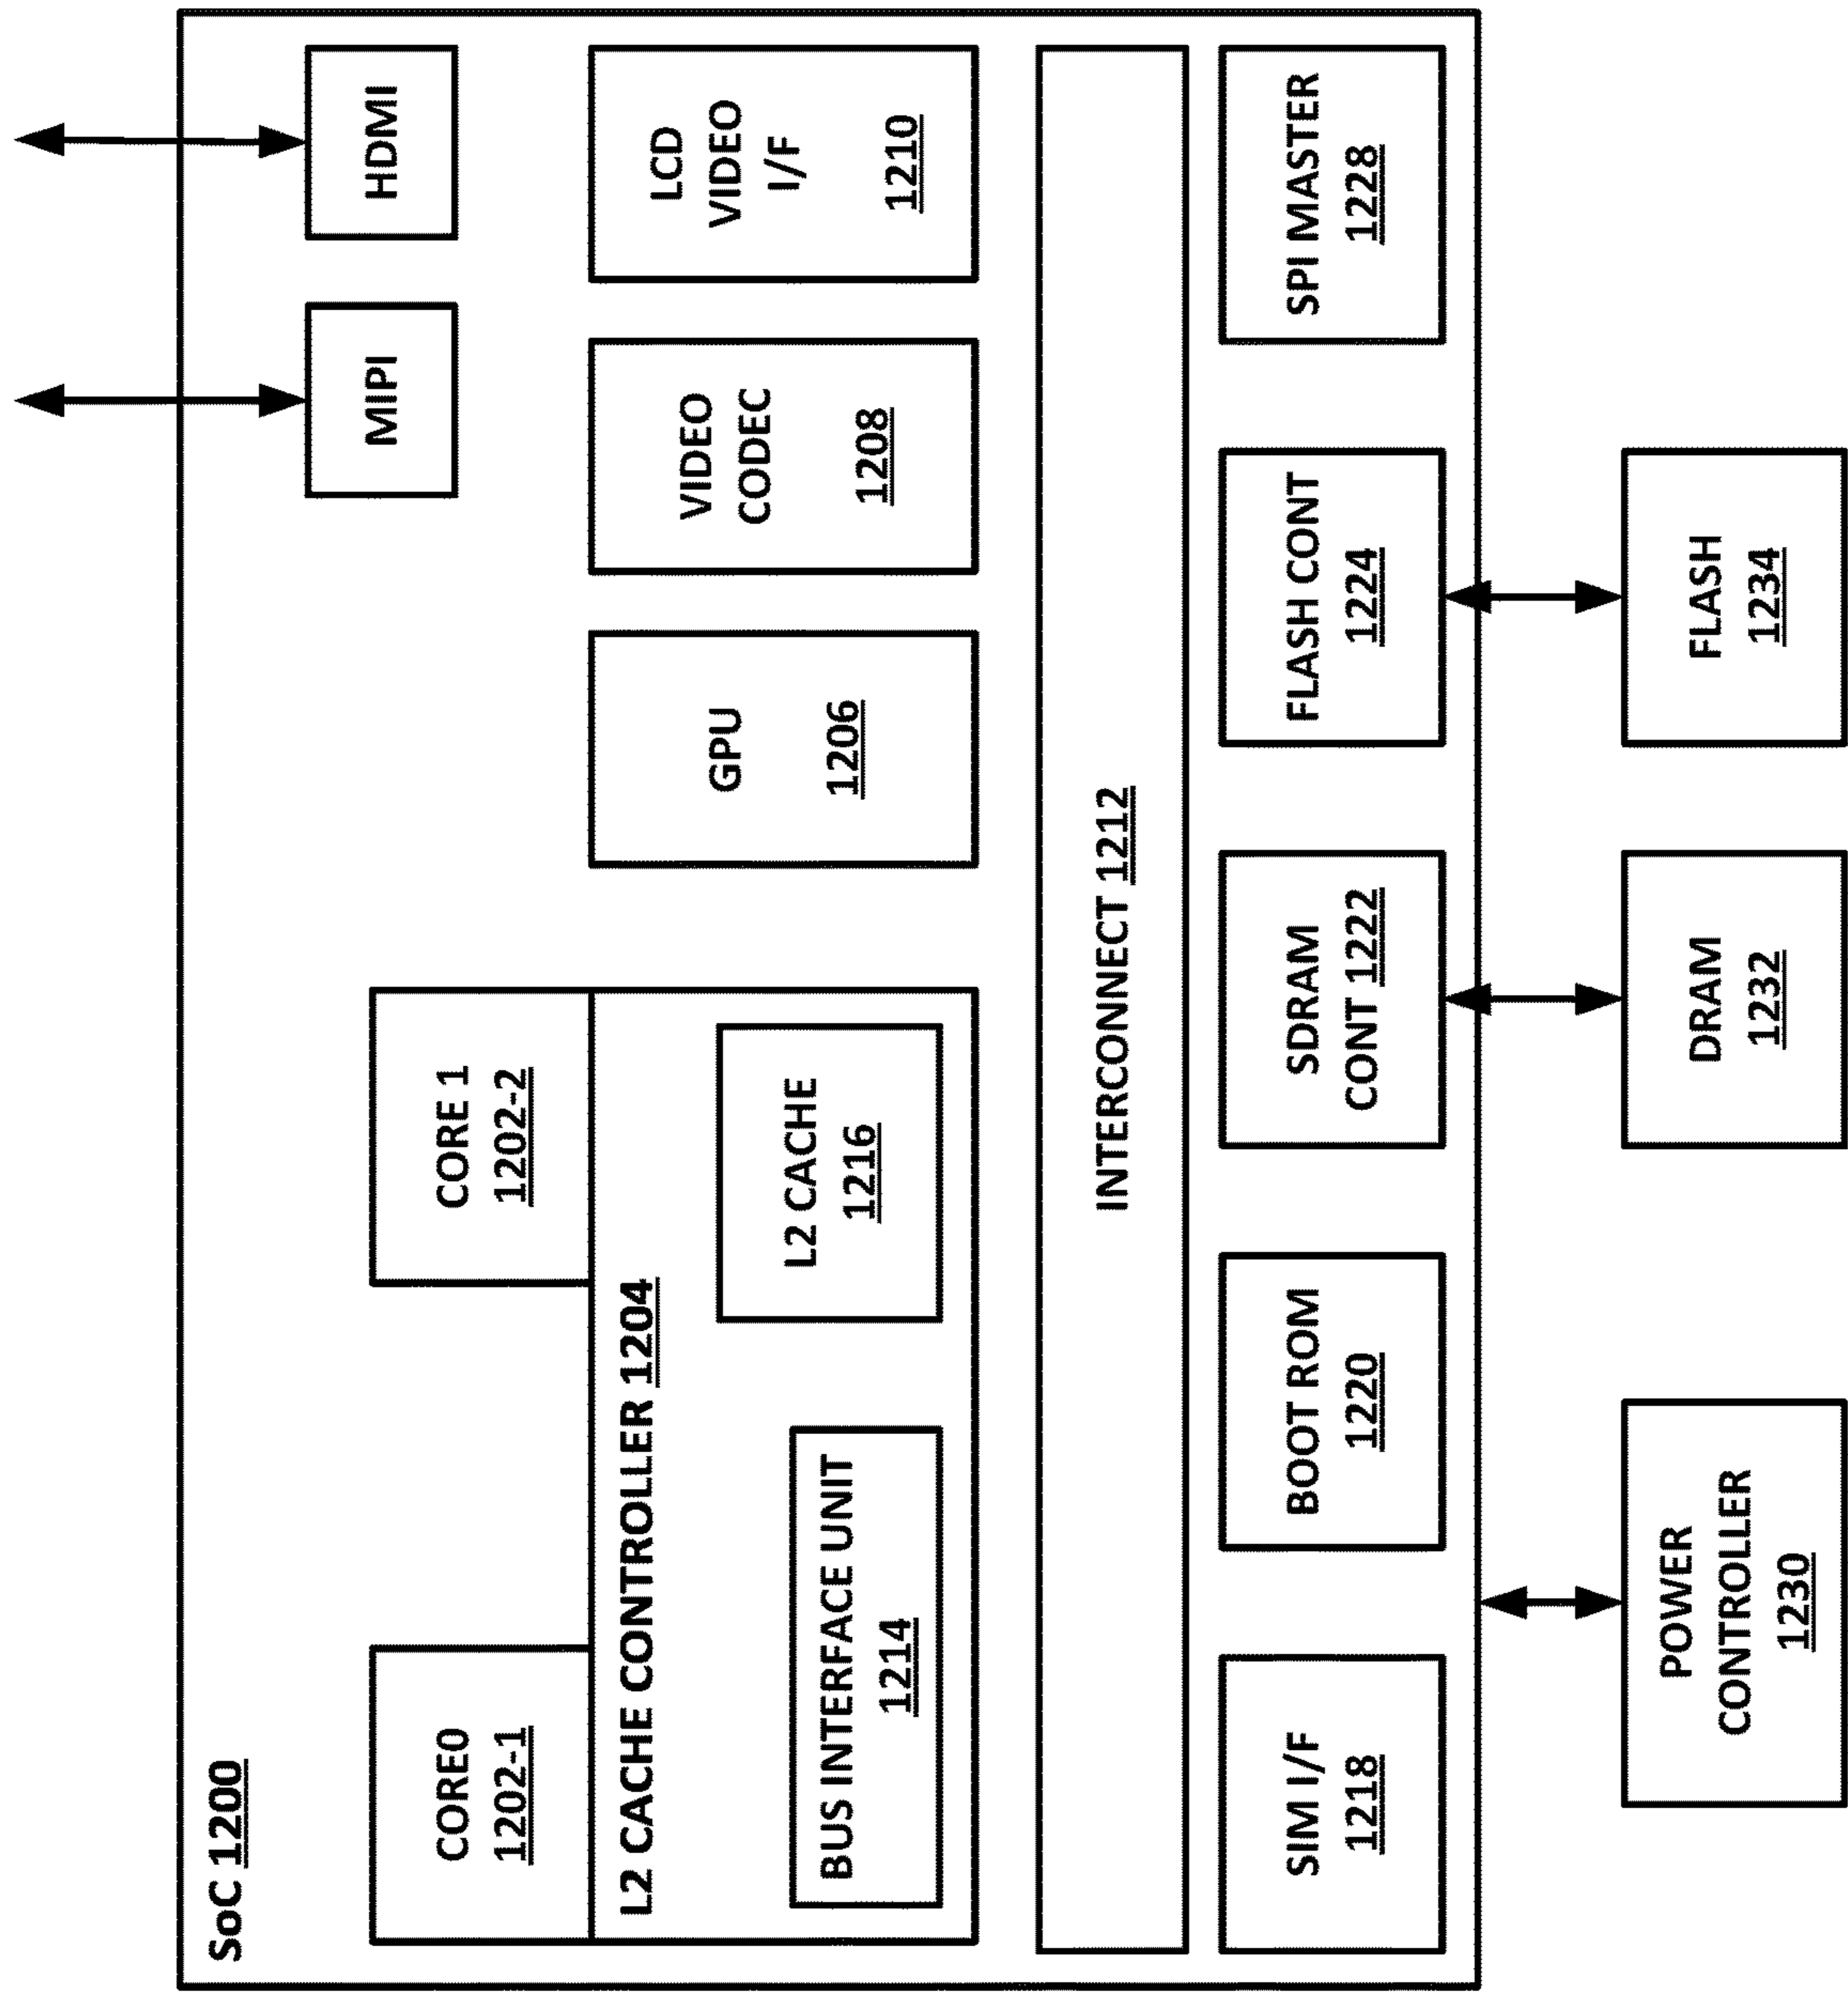 SoC 1200
CORE0
1202-1
CORE 1
1202-2
MIPI
HDMI
L2 CACHE CONTROLLER 1204
BUS INTERFACE UNIT
1214
L2 CACHE
1216
GPU
1206
VIDEO
CODEC
1208
LCD
VIDEO
I/F
1210
INTERCONNECT 1212
SIM I/F
1218
BOOT ROM
1220
SDRAM
CONT 1222
FLASH CONT
1224
SPI MASTER
1228
POWER
CONTROLLER
1230
DRAM
1232
FLASH
1234